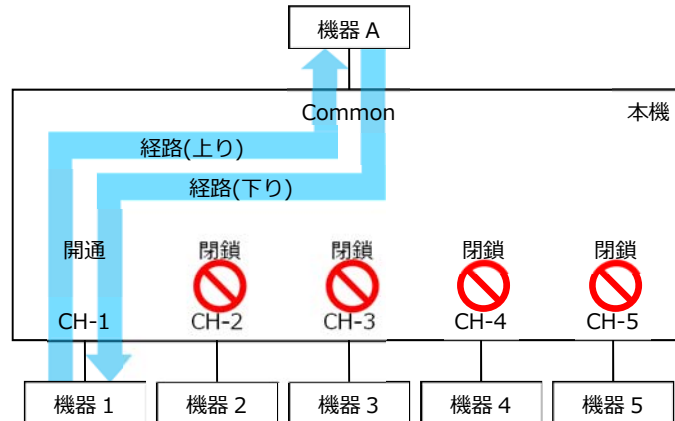 機器 A
Common
本機
経路(上り)
経路(下り)
開通
閉鎖
閉鎖
閉鎖
閉鎖
CH-1
CH-2
CH-3
CH-4
CH-5
機器 1
機器 2
機器 3
機器 4
機器 5